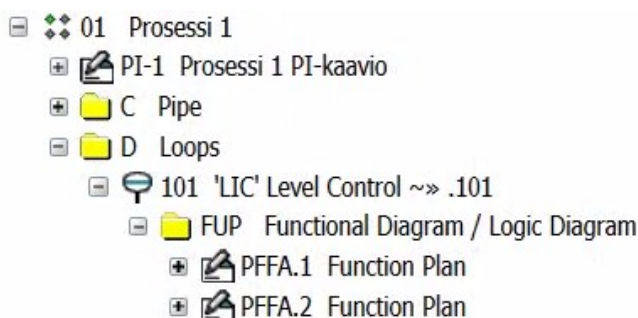 01 Prosessi 1
PI-1 Prosessi 1 PI-kaavio
C Pipe
D Loops
101 'LIC' Level Control ~» .101
FUP Functional Diagram / Logic Diagram
PFFA.1 Function Plan
PFFA.2 Function Plan